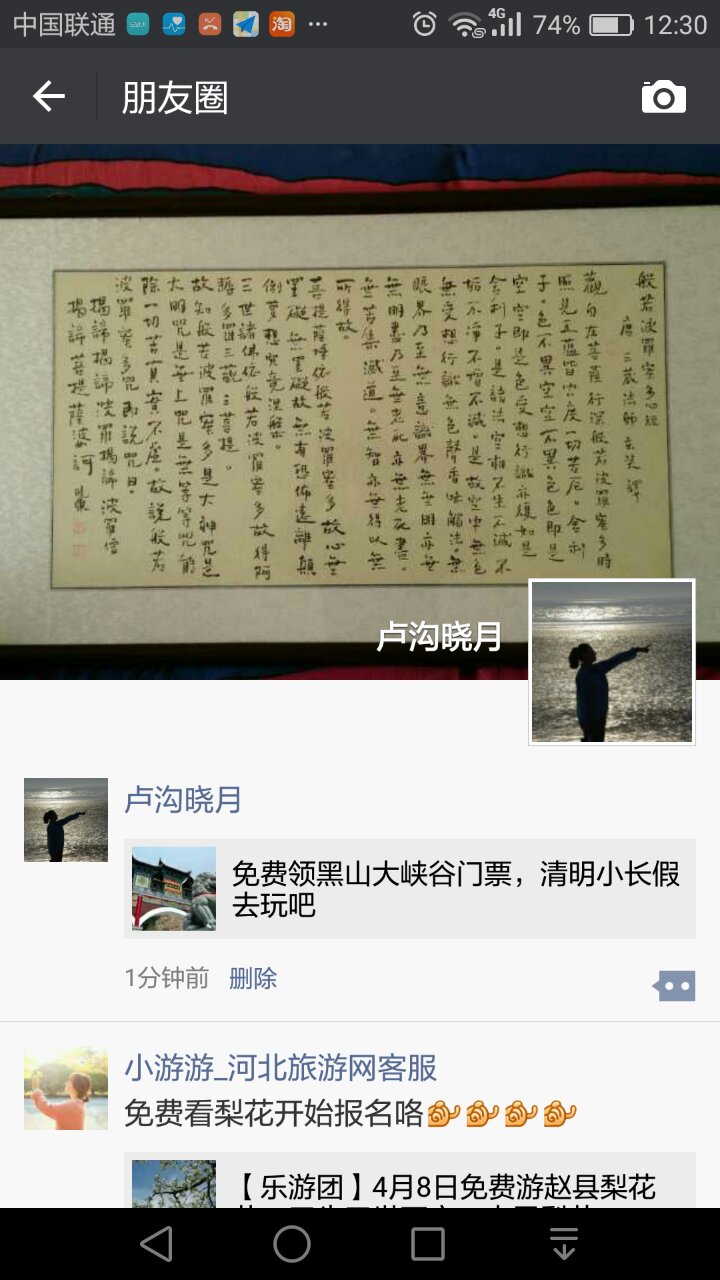 中国联通
4G
74%
12:30
朋友圈
般若波罗蜜多心经
唐三藏法師玄奘譯
觀自在菩薩行深般若波羅蜜多時
照見五蘊皆空度一切苦厄。舍利
子。色不異空空不異色色即是
空空即是色受想行識亦復如是
舍利子。是諸法空相不生不滅不
垢不淨不增不減。是故空中無色
無受想行識無色聲香味觸法。無
眼界乃至無意識界無無明亦無
無明盡乃至無老死亦無老死盡。
無苦集滅道。無智亦無得以無
所得故。
菩提薩埵依般若波羅蜜多故心無
罣礙無罣礙故無有恐佈遠離顛
倒夢想究竟涅槃。
三世諸佛依般若波羅蜜多故得阿
耨多羅三藐三菩提。
故知般若波羅蜜多是大神咒是
大明咒是無上咒是無等等咒能
除一切苦真實不虛。故說般若
波羅蜜多咒即說咒曰。
揭諦揭諦波羅揭諦波羅僧
揭諦菩提薩婆訶
卢沟晓月
卢沟晓月
免费领黑山大峡谷门票，清明小长假
去玩吧
1分钟前 删除
小游游_河北旅游网客服
免费看梨花开始报名咯
【乐游团】4月8日免费游赵县梨花